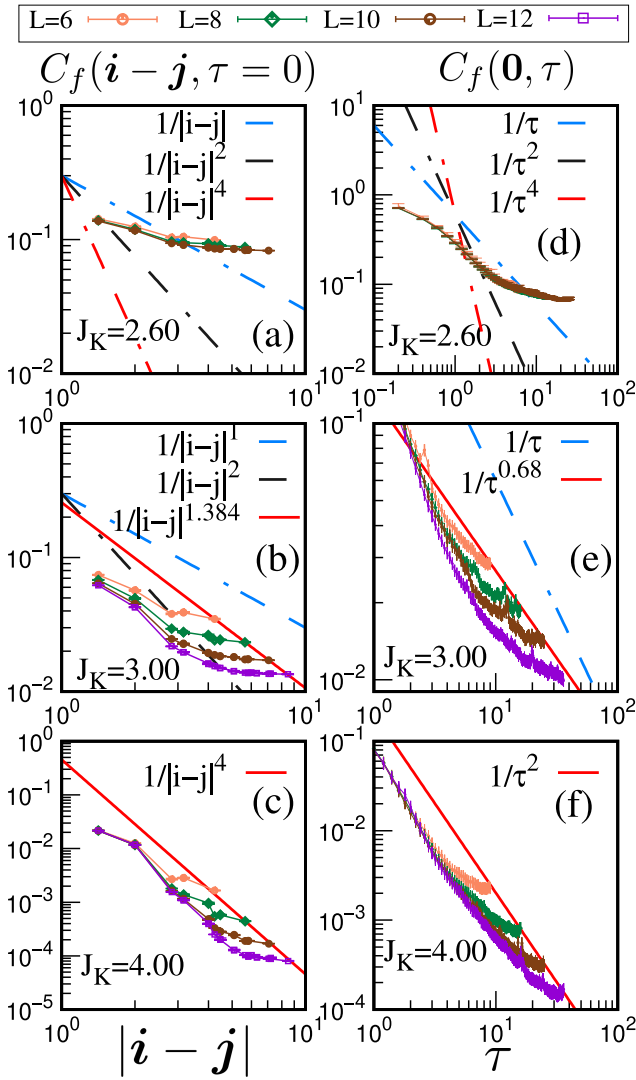 L=6 L=8 L=10 L=12
C_f(i − j, τ = 0) C_f(0, τ)
10^0
10^-1
10^-2
1/|i−j|
1/|i−j|^2
1/|i−j|^4
J_K=2.60
(a)
10^0 10^1
10^1
10^0
10^-1
10^-2
1/τ
1/τ^2
1/τ^4
(d)
J_K=2.60
10^-1 10^0 10^1 10^2
10^0
10^-1
10^-2
1/|i−j|^1
1/|i−j|^2
1/|i−j|^1.384
(b)
J_K=3.00
10^0 10^1
10^-1
10^-2
1/τ
1/τ^0.68
(e)
J_K=3.00
10^0 10^1 10^2
10^0
10^-1
10^-2
10^-3
10^-4
10^-5
1/|i−j|^4
(c)
J_K=4.00
10^0 10^1
|i − j|
10^-1
10^-2
10^-3
10^-4
1/τ^2
(f)
J_K=4.00
10^0 10^1 10^2
τ